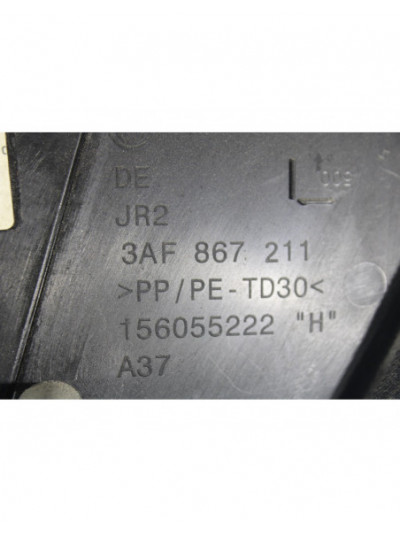 DE
JR2
3AF 867 211
>PP/PE-TD30<
156055222 "H"
A37